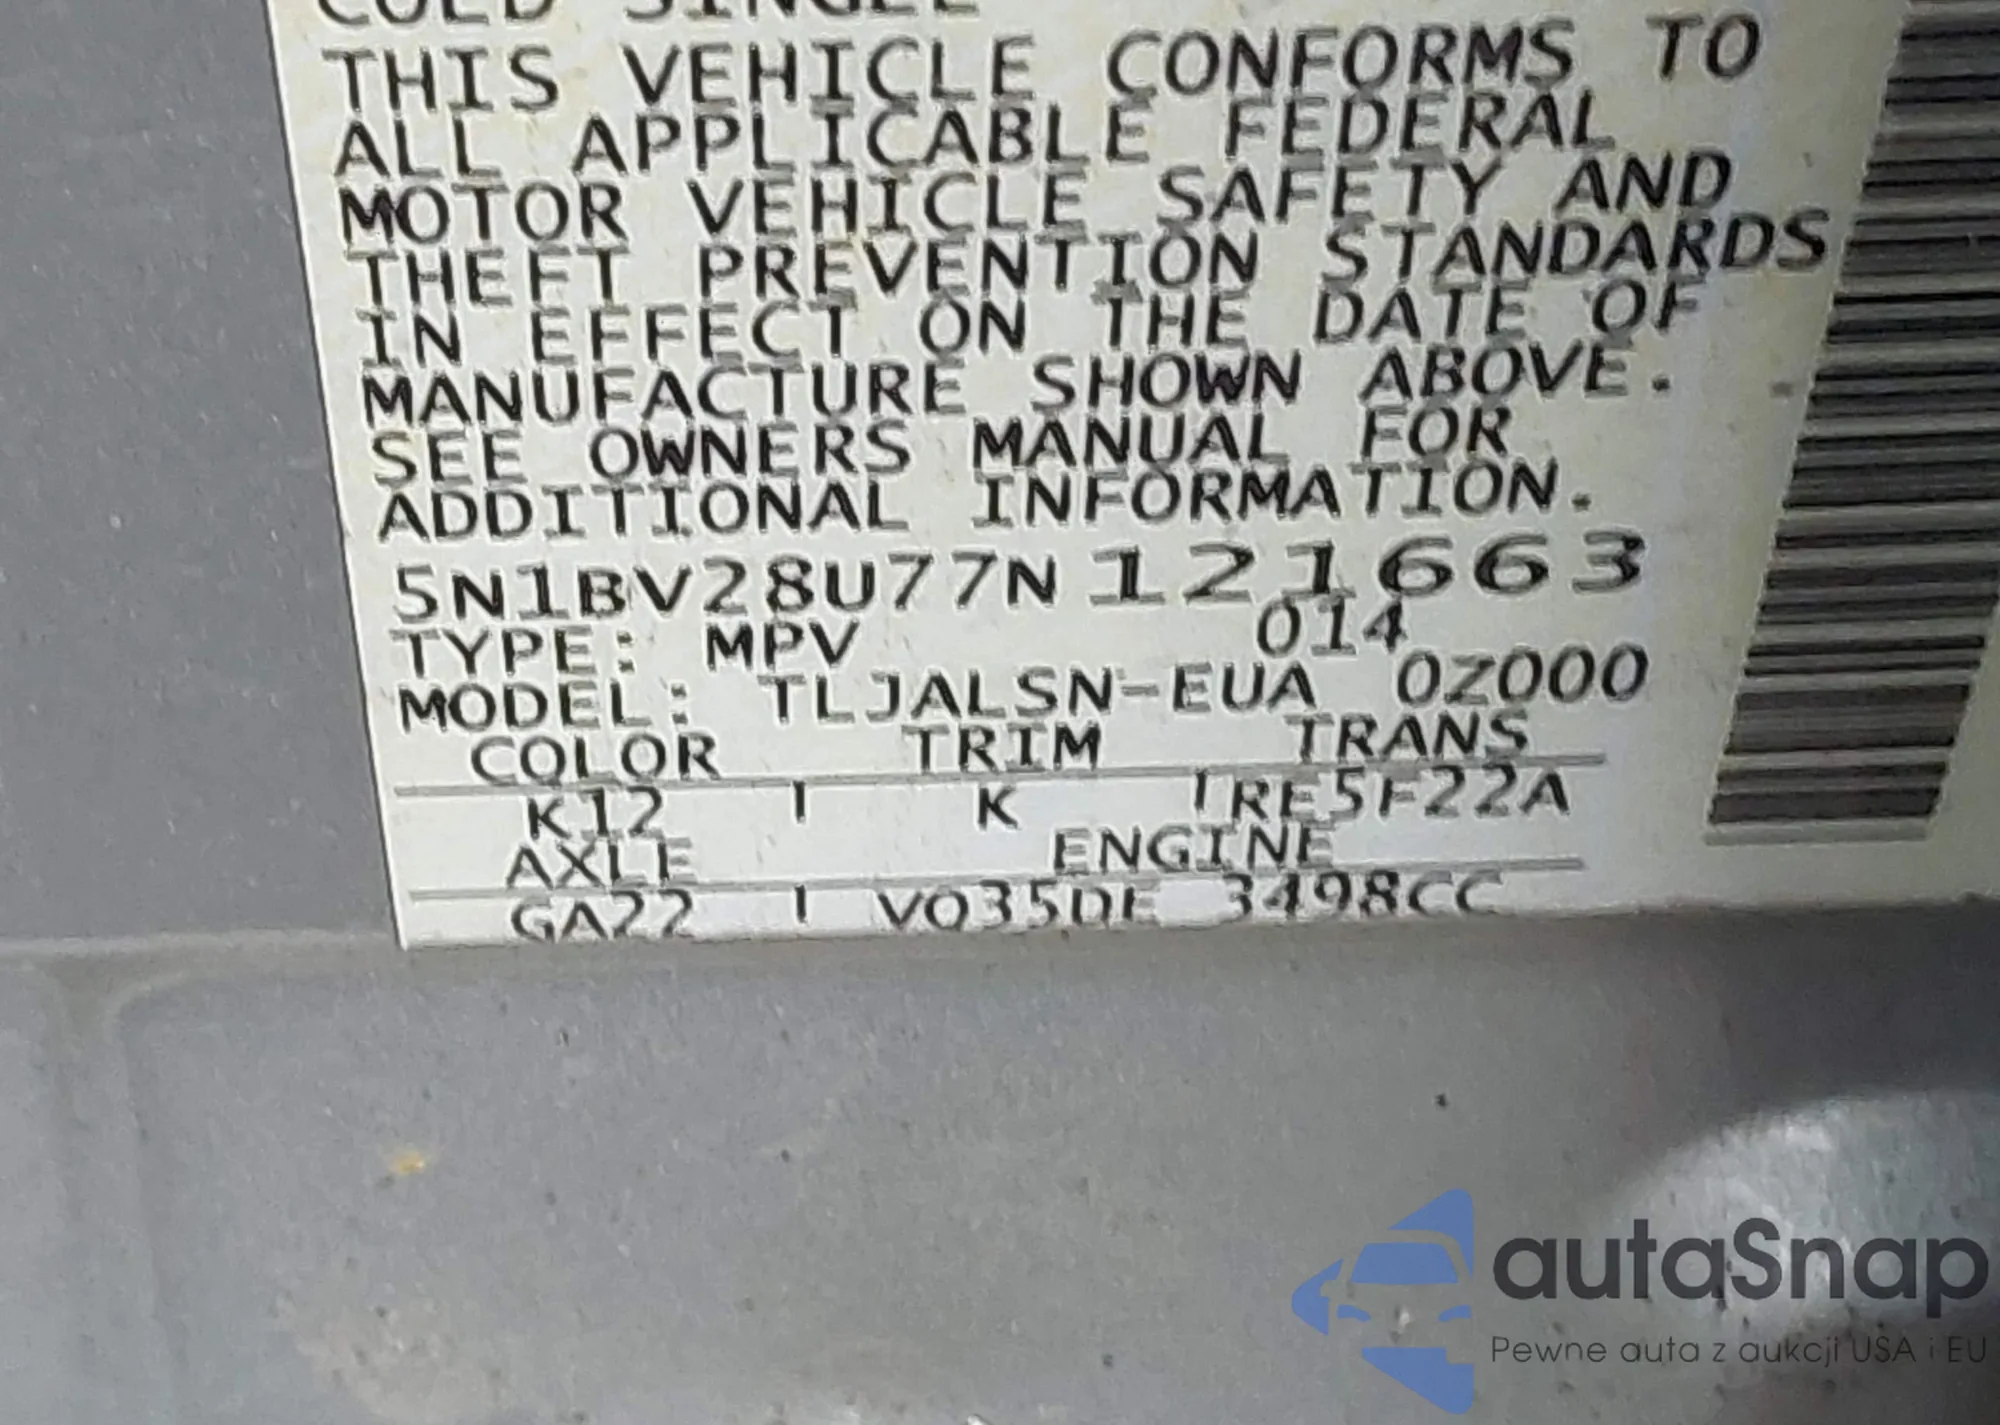 COLD SINGLE
THIS VEHICLE CONFORMS TO
ALL APPLICABLE FEDERAL
MOTOR VEHICLE SAFETY AND
THEFT PREVENTION STANDARDS
IN EFFECT ON THE DATE OF
MANUFACTURE SHOWN ABOVE.
SEE OWNERS MANUAL FOR
ADDITIONAL INFORMATION.
5N1BV28U77N121663
TYPE: MPV 014
MODEL: TLJALSN-EUA 0Z000
COLOR TRIM TRANS
K12 | K | RE5F22A
AXLE ENGINE
GA22 | VQ35DE 3498CC
autaSnap
Pewne auta z aukcji USA i EU